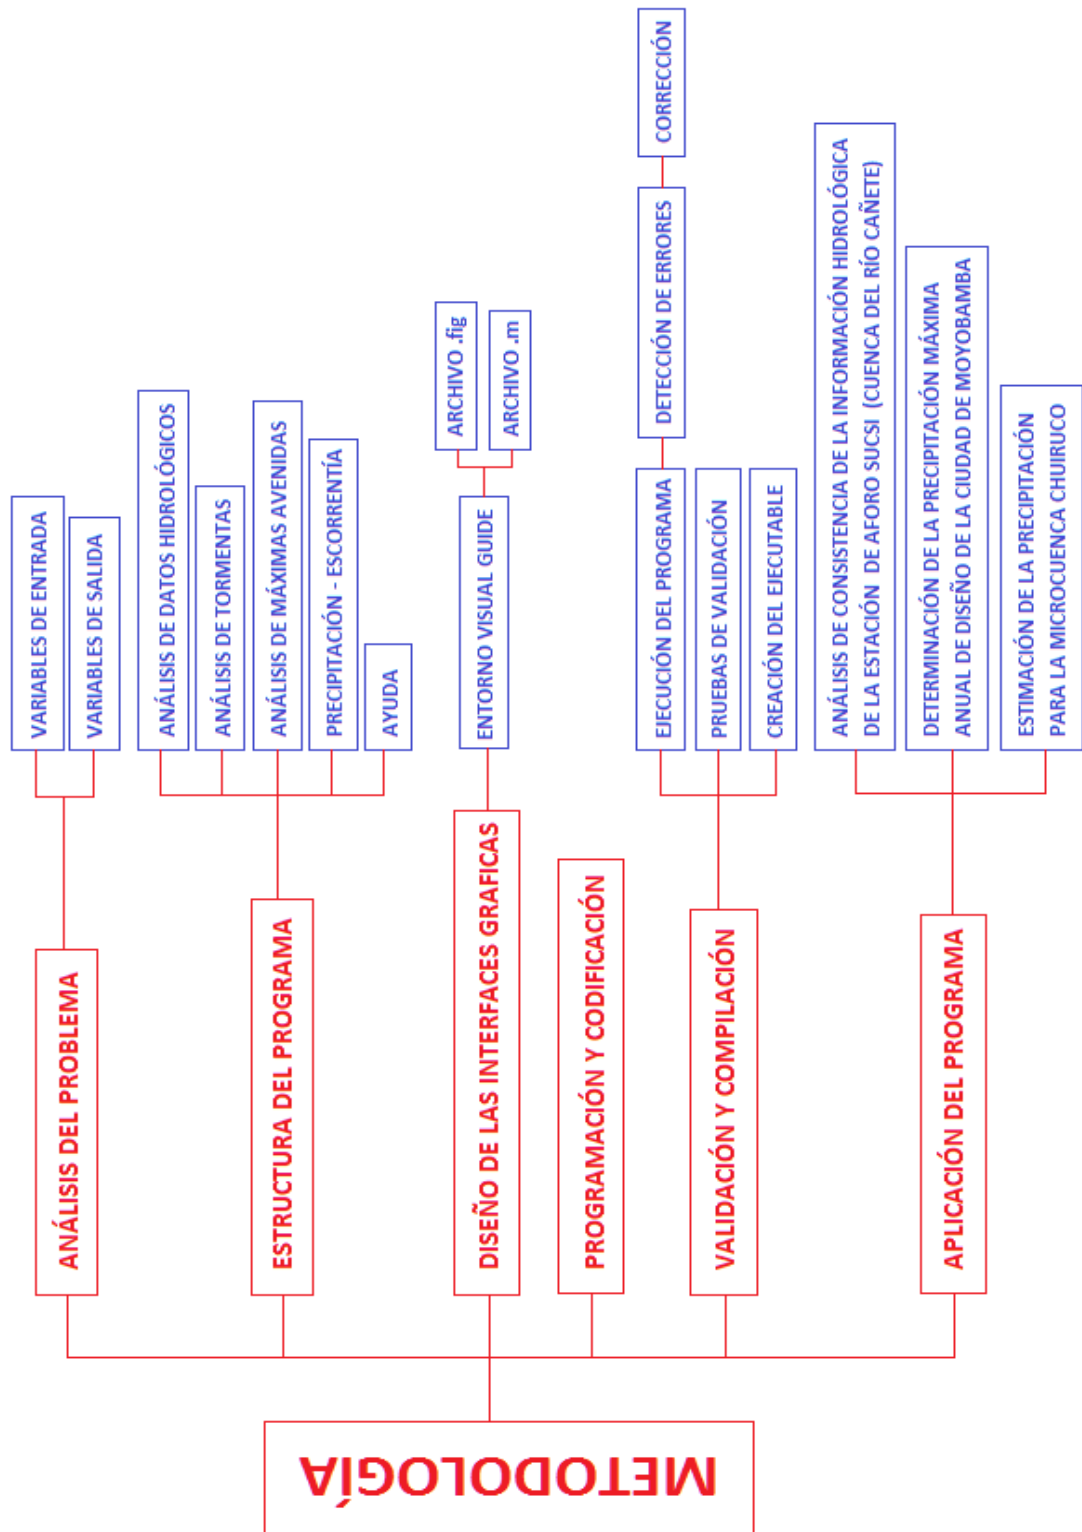 METODOLOGÍA
ANÁLISIS DEL PROBLEMA
VARIABLES DE ENTRADA
VARIABLES DE SALIDA
ESTRUCTURA DEL PROGRAMA
ANÁLISIS DE DATOS HIDROLÓGICOS
ANÁLISIS DE TORMENTAS
ANÁLISIS DE MÁXIMAS AVENIDAS
PRECIPITACIÓN - ESCORRENTÍA
AYUDA
DISEÑO DE LAS INTERFACES GRAFICAS
ENTORNO VISUAL GUIDE
ARCHIVO .fig
ARCHIVO .m
PROGRAMACIÓN Y CODIFICACIÓN
VALIDACIÓN Y COMPILACIÓN
EJECUCIÓN DEL PROGRAMA
DETECCIÓN DE ERRORES
CORRECCIÓN
PRUEBAS DE VALIDACIÓN
CREACIÓN DEL EJECUTABLE
APLICACIÓN DEL PROGRAMA
ANÁLISIS DE CONSISTENCIA DE LA INFORMACIÓN HIDROLÓGICA
DE LA ESTACIÓN DE AFORO SUCSI (CUENCA DEL RÍO CAÑETE)
DETERMINACIÓN DE LA PRECIPITACIÓN MÁXIMA
ANUAL DE DISEÑO DE LA CIUDAD DE MOYOBAMBA
ESTIMACIÓN DE LA PRECIPITACIÓN
PARA LA MICROCUENCA CHUIRUCO